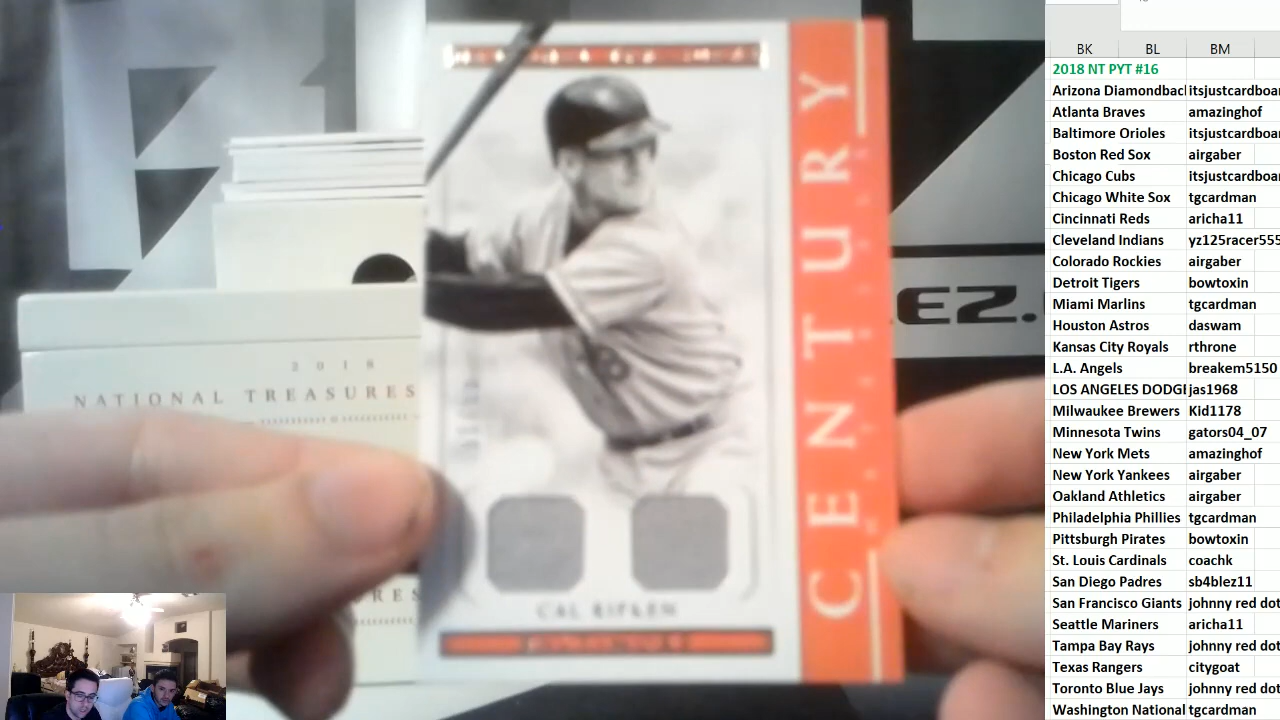 CENTURY
CAL RIPKEN
2018
NATIONAL TREASURES
EZ.
BK BL BM
2018 NT PYT #16
Arizona Diamondbac itsjustcardboar
Atlanta Braves amazinghof
Baltimore Orioles itsjustcardboar
Boston Red Sox airgaber
Chicago Cubs itsjustcardboar
Chicago White Sox tgcardman
Cincinnati Reds aricha11
Cleveland Indians yz125racer555
Colorado Rockies airgaber
Detroit Tigers bowtoxin
Miami Marlins tgcardman
Houston Astros daswam
Kansas City Royals rthrone
L.A. Angels breakem5150
LOS ANGELES DODG jas1968
Milwaukee Brewers Kid1178
Minnesota Twins gators04_07
New York Mets amazinghof
New York Yankees airgaber
Oakland Athletics airgaber
Philadelphia Phillies tgcardman
Pittsburgh Pirates bowtoxin
St. Louis Cardinals coachk
San Diego Padres sb4blez11
San Francisco Giants johnny red dot
Seattle Mariners aricha11
Tampa Bay Rays johnny red dot
Texas Rangers citygoat
Toronto Blue Jays johnny red dot
Washington National tgcardman